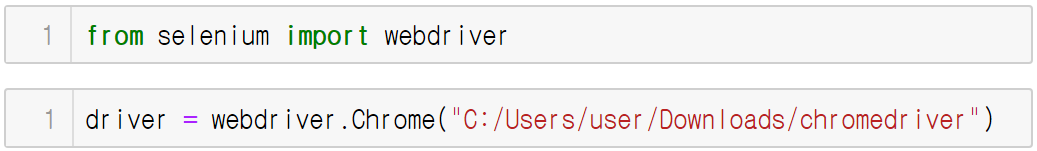 1 from selenium import webdriver
1 driver = webdriver.Chrome("C:/Users/user/Downloads/chromedriver")